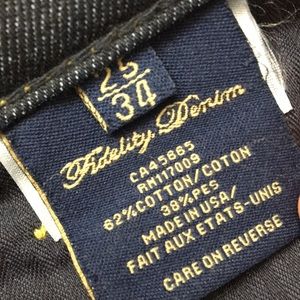 25
34
Fidelity Denim
CA45865
RN117009
62%COTTON/COTON
38%PES
MADE IN USA/
FAIT AUX ETATS-UNIS
CARE ON REVERSE